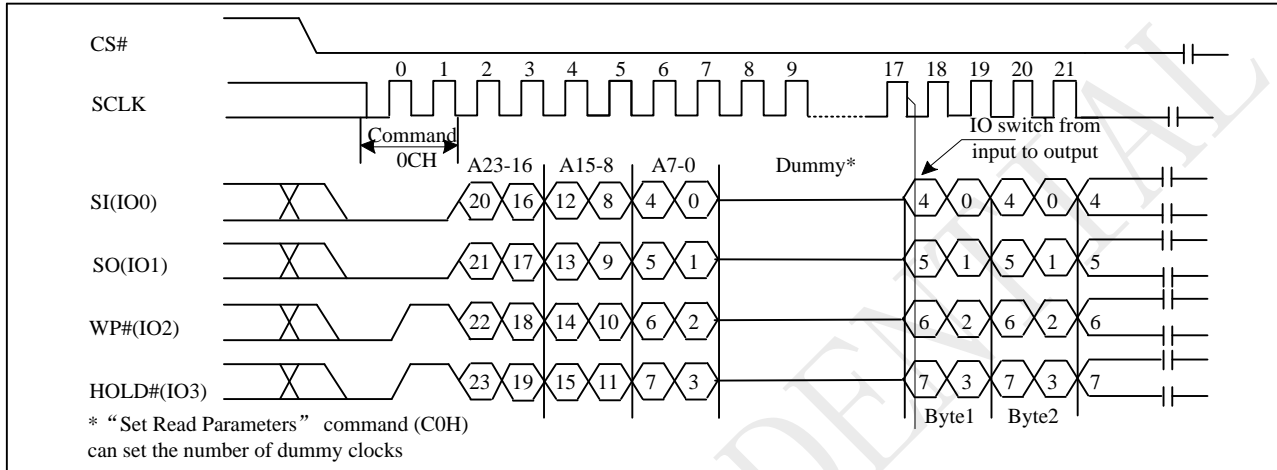 CS#
0 1 2 3 4 5 6 7 8 9 17 18 19 20 21
SCLK
Command
0CH
IO switch from
input to output
A23-16 A15-8 A7-0 Dummy*
SI(IO0) 20 16 12 8 4 0 4 0 4 0 4
SO(IO1) 21 17 13 9 5 1 5 1 5 1 5
WP#(IO2) 22 18 14 10 6 2 6 2 6 2 6
HOLD#(IO3) 23 19 15 11 7 3 7 3 7 3 7
Byte1 Byte2
* “Set Read Parameters” command (C0H)
can set the number of dummy clocks
DENTIAL